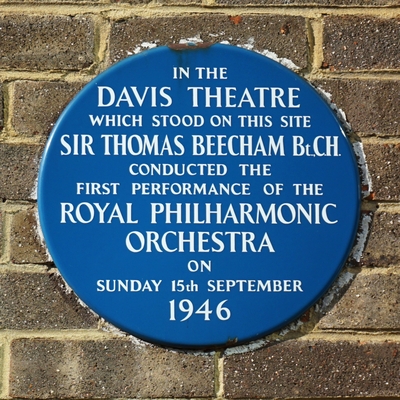 IN THE
DAVIS THEATRE
WHICH STOOD ON THIS SITE
SIR THOMAS BEECHAM Bt.CH.
CONDUCTED THE
FIRST PERFORMANCE OF THE
ROYAL PHILHARMONIC
ORCHESTRA
ON
SUNDAY 15th SEPTEMBER
1946